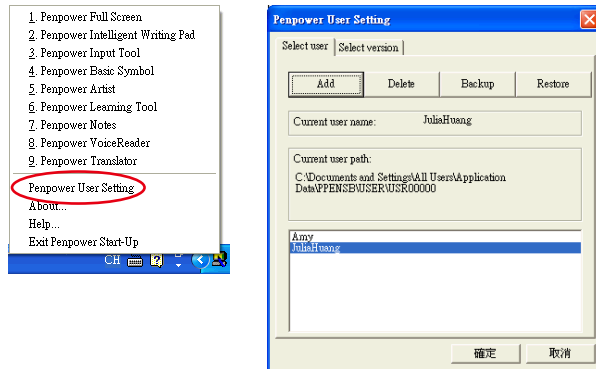 1. Penpower Full Screen
2. Penpower Intelligent Writing Pad
3. Penpower Input Tool
4. Penpower Basic Symbol
5. Penpower Artist
6. Penpower Learning Tool
7. Penpower Notes
8. Penpower VoiceReader
9. Penpower Translator
Penpower User Setting
About...
Help...
Exit Penpower Start-Up
CH
Penpower User Setting
Select user Select version
Add Delete Backup Restore
Current user name: JuliaHuang
Current user path:
C:\Documents and Settings\All Users\Application
Data\PPENSB\USER\USR00000
Amy
JuliaHuang
確定 取消